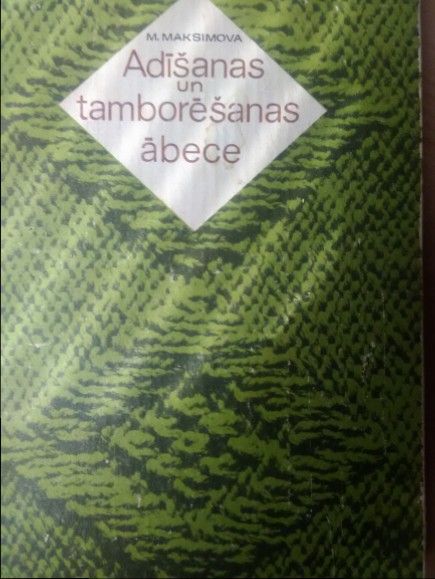 M. MAKSIMOVA
Adīšanas
un
tamborēšanas
ābece